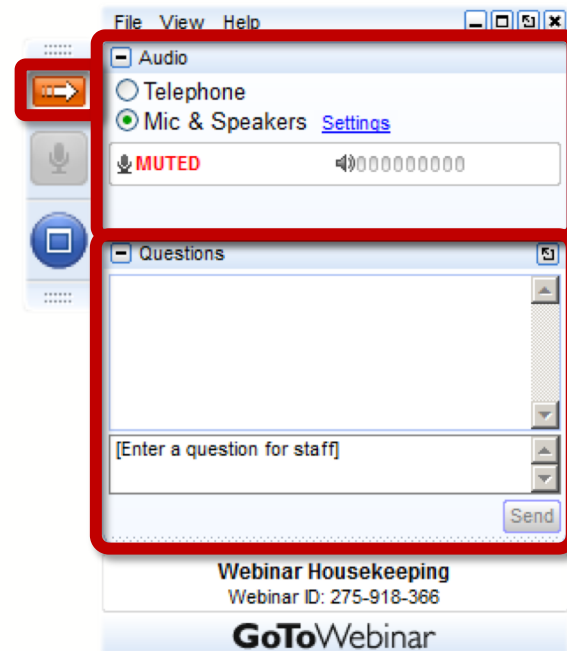 File View Help
Audio
Telephone
Mic & Speakers Settings
MUTED 000000000
Questions
[Enter a question for staff]
Send
Webinar Housekeeping
Webinar ID: 275-918-366
GoToWebinar